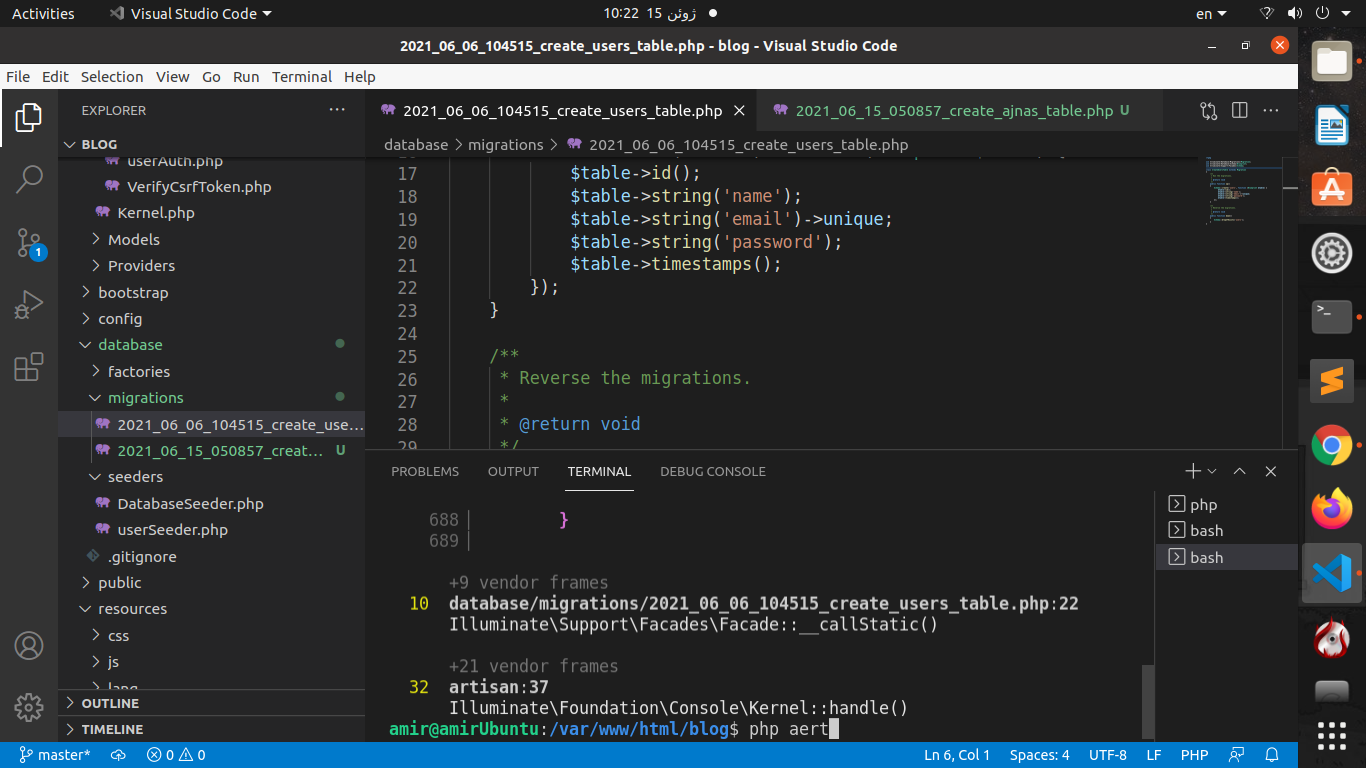 Activities
Visual Studio Code
10:22 15 ژوئن
en
2021_06_06_104515_create_users_table.php - blog - Visual Studio Code
File Edit Selection View Go Run Terminal Help
EXPLORER
BLOG
userAuth.php
VerifyCsrfToken.php
Kernel.php
Models
Providers
bootstrap
config
database
factories
migrations
2021_06_06_104515_create_use...
2021_06_15_050857_creat... U
seeders
DatabaseSeeder.php
userSeeder.php
.gitignore
public
resources
css
js
lang
OUTLINE
TIMELINE
1
2021_06_06_104515_create_users_table.php
2021_06_15_050857_create_ajnas_table.php U
database > migrations > 2021_06_06_104515_create_users_table.php
17 $table->id();
18 $table->string('name');
19 $table->string('email')->unique;
20 $table->string('password');
21 $table->timestamps();
22 });
23 }
24
25 /**
26 * Reverse the migrations.
27 *
28 * @return void
29 */
PROBLEMS OUTPUT TERMINAL DEBUG CONSOLE
688 }
689
+9 vendor frames
10 database/migrations/2021_06_06_104515_create_users_table.php:22
Illuminate\Support\Facades\Facade::__callStatic()
+21 vendor frames
32 artisan:37
Illuminate\Foundation\Console\Kernel::handle()
amir@amirUbuntu:/var/www/html/blog$ php aert
php
bash
bash
master* 0 0
Ln 6, Col 1 Spaces: 4 UTF-8 LF PHP